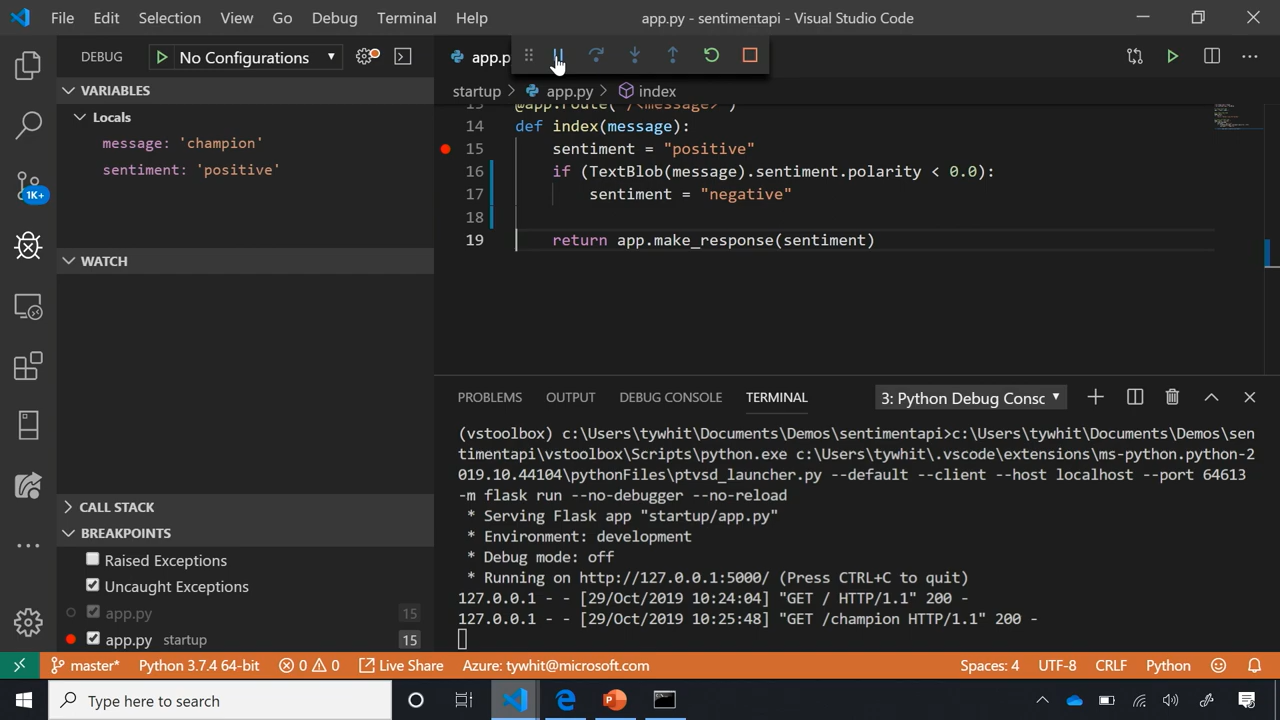 File Edit Selection View Go Debug Terminal Help
app.py - sentimentapi - Visual Studio Code
DEBUG No Configurations
VARIABLES
Locals
message: 'champion'
sentiment: 'positive'
1K+
WATCH
CALL STACK
BREAKPOINTS
Raised Exceptions
Uncaught Exceptions
app.py 15
app.py startup 15
app.p
startup > app.py > index
13 @app.route('/<message>')
14 def index(message):
15 sentiment = "positive"
16 if (TextBlob(message).sentiment.polarity < 0.0):
17 sentiment = "negative"
18
19 return app.make_response(sentiment)
PROBLEMS OUTPUT DEBUG CONSOLE TERMINAL 3: Python Debug Consc
(vstoolbox) c:\Users\tywhit\Documents\Demos\sentimentapi>c:\Users\tywhit\Documents\Demos\sen
timentapi\vstoolbox\Scripts\python.exe c:\Users\tywhit\.vscode\extensions\ms-python.python-2
019.10.44104\pythonFiles\ptvsd_launcher.py --default --client --host localhost --port 64613
-m flask run --no-debugger --no-reload
* Serving Flask app "startup/app.py"
* Environment: development
* Debug mode: off
* Running on http://127.0.0.1:5000/ (Press CTRL+C to quit)
127.0.0.1 - - [29/Oct/2019 10:24:04] "GET / HTTP/1.1" 200 -
127.0.0.1 - - [29/Oct/2019 10:25:48] "GET /champion HTTP/1.1" 200 -
master* Python 3.7.4 64-bit 0 0 Live Share Azure: tywhit@microsoft.com Spaces: 4 UTF-8 CRLF Python
Type here to search